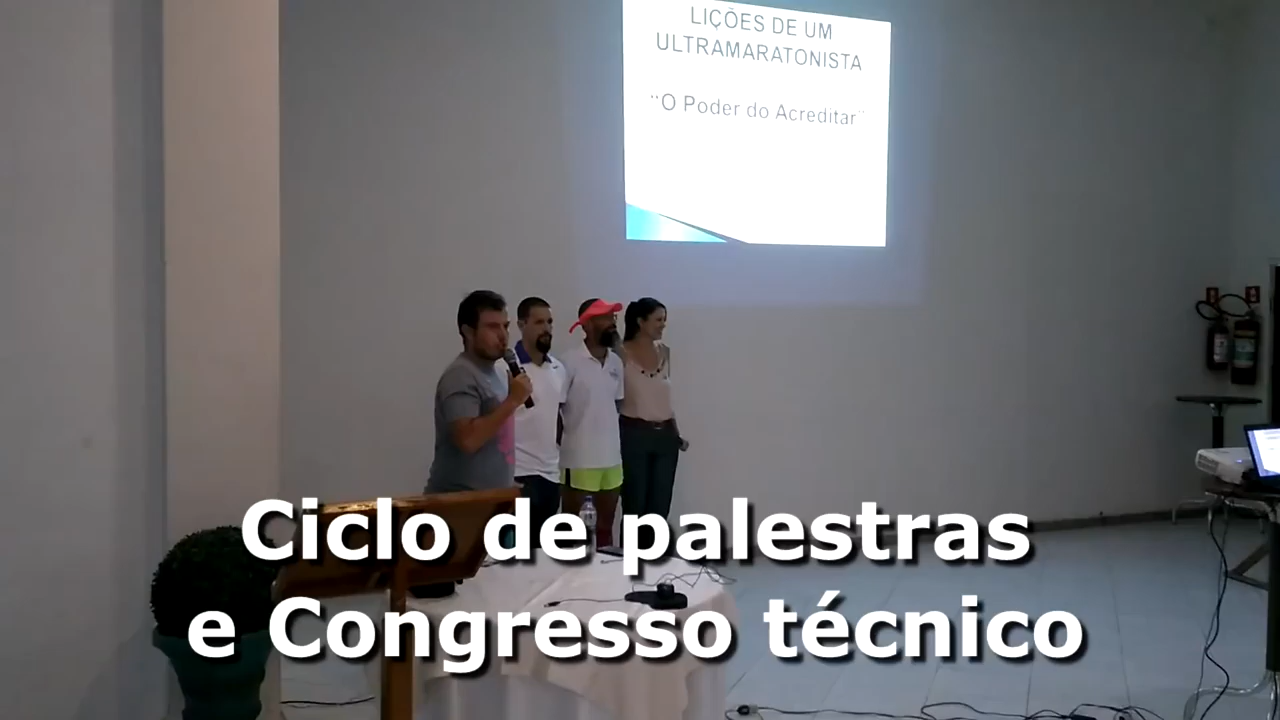 LIÇÕES DE UM
ULTRAMARATONISTA
¨O Poder do Acreditar¨
Ciclo de palestras
e Congresso técnico